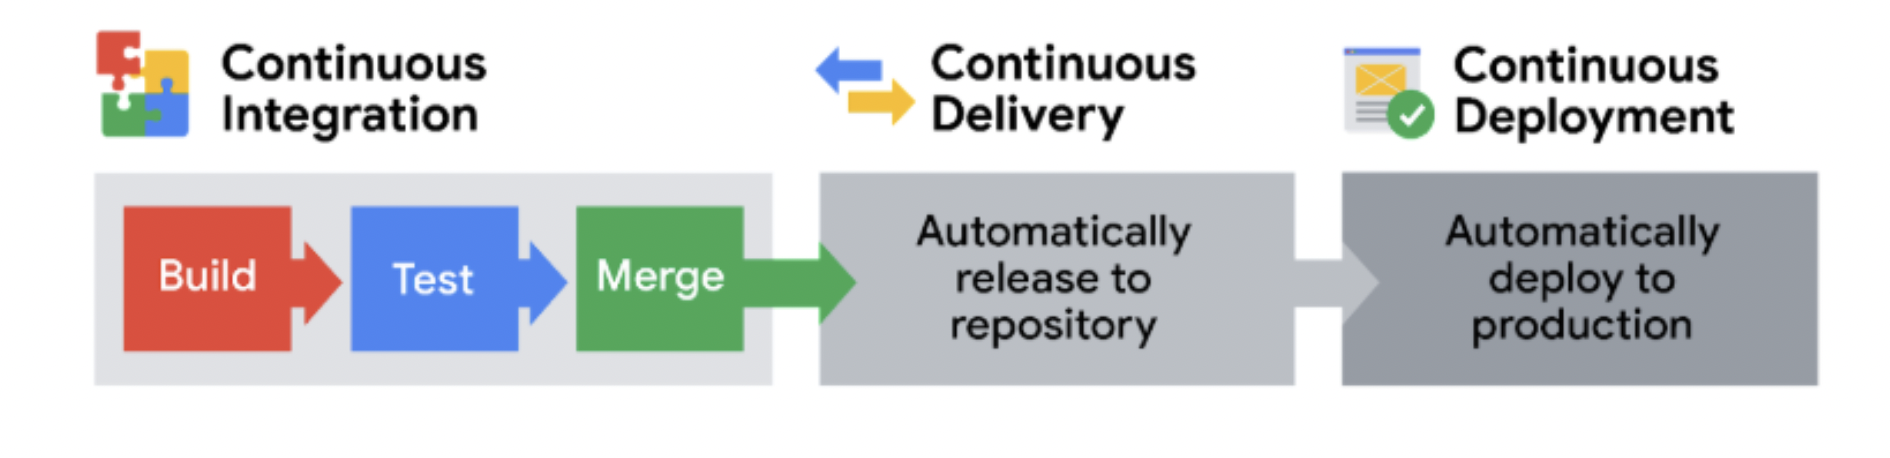 Continuous
Integration
Continuous
Delivery
Continuous
Deployment
Build
Test
Merge
Automatically
release to
repository
Automatically
deploy to
production